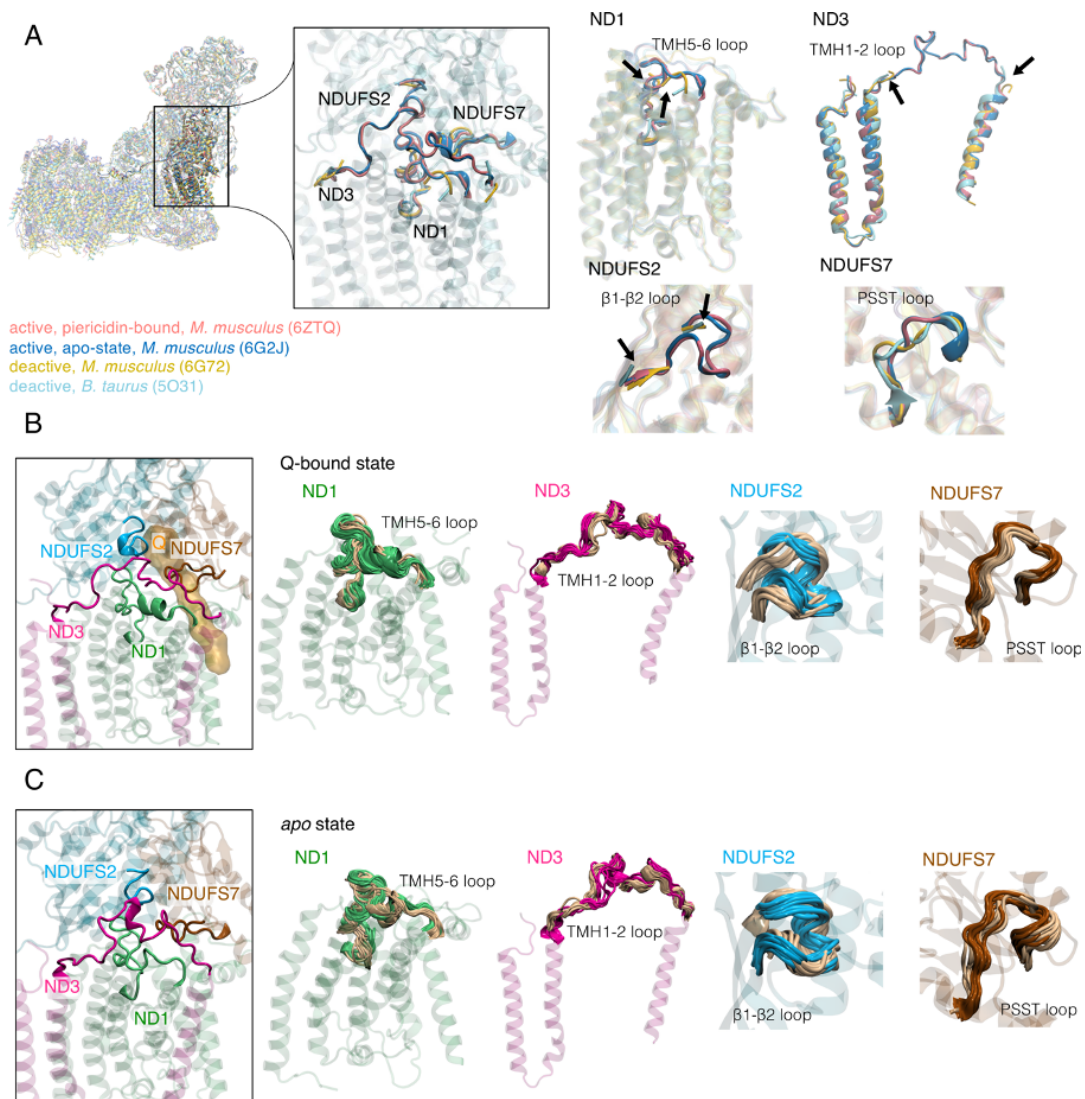 A
NDUFS2
NDUFS7
ND3
ND1
ND1
TMH5-6 loop
ND3
TMH1-2 loop
NDUFS2
β1-β2 loop
NDUFS7
PSST loop
active, piericidin-bound, M. musculus (6ZTQ)
active, apo-state, M. musculus (6G2J)
deactive, M. musculus (6G72)
deactive, B. taurus (5O31)
B
NDUFS2
Q
NDUFS7
ND3
ND1
Q-bound state
ND1
TMH5-6 loop
ND3
TMH1-2 loop
NDUFS2
β1-β2 loop
NDUFS7
PSST loop
C
NDUFS2
NDUFS7
ND3
ND1
apo state
ND1
TMH5-6 loop
ND3
TMH1-2 loop
NDUFS2
β1-β2 loop
NDUFS7
PSST loop